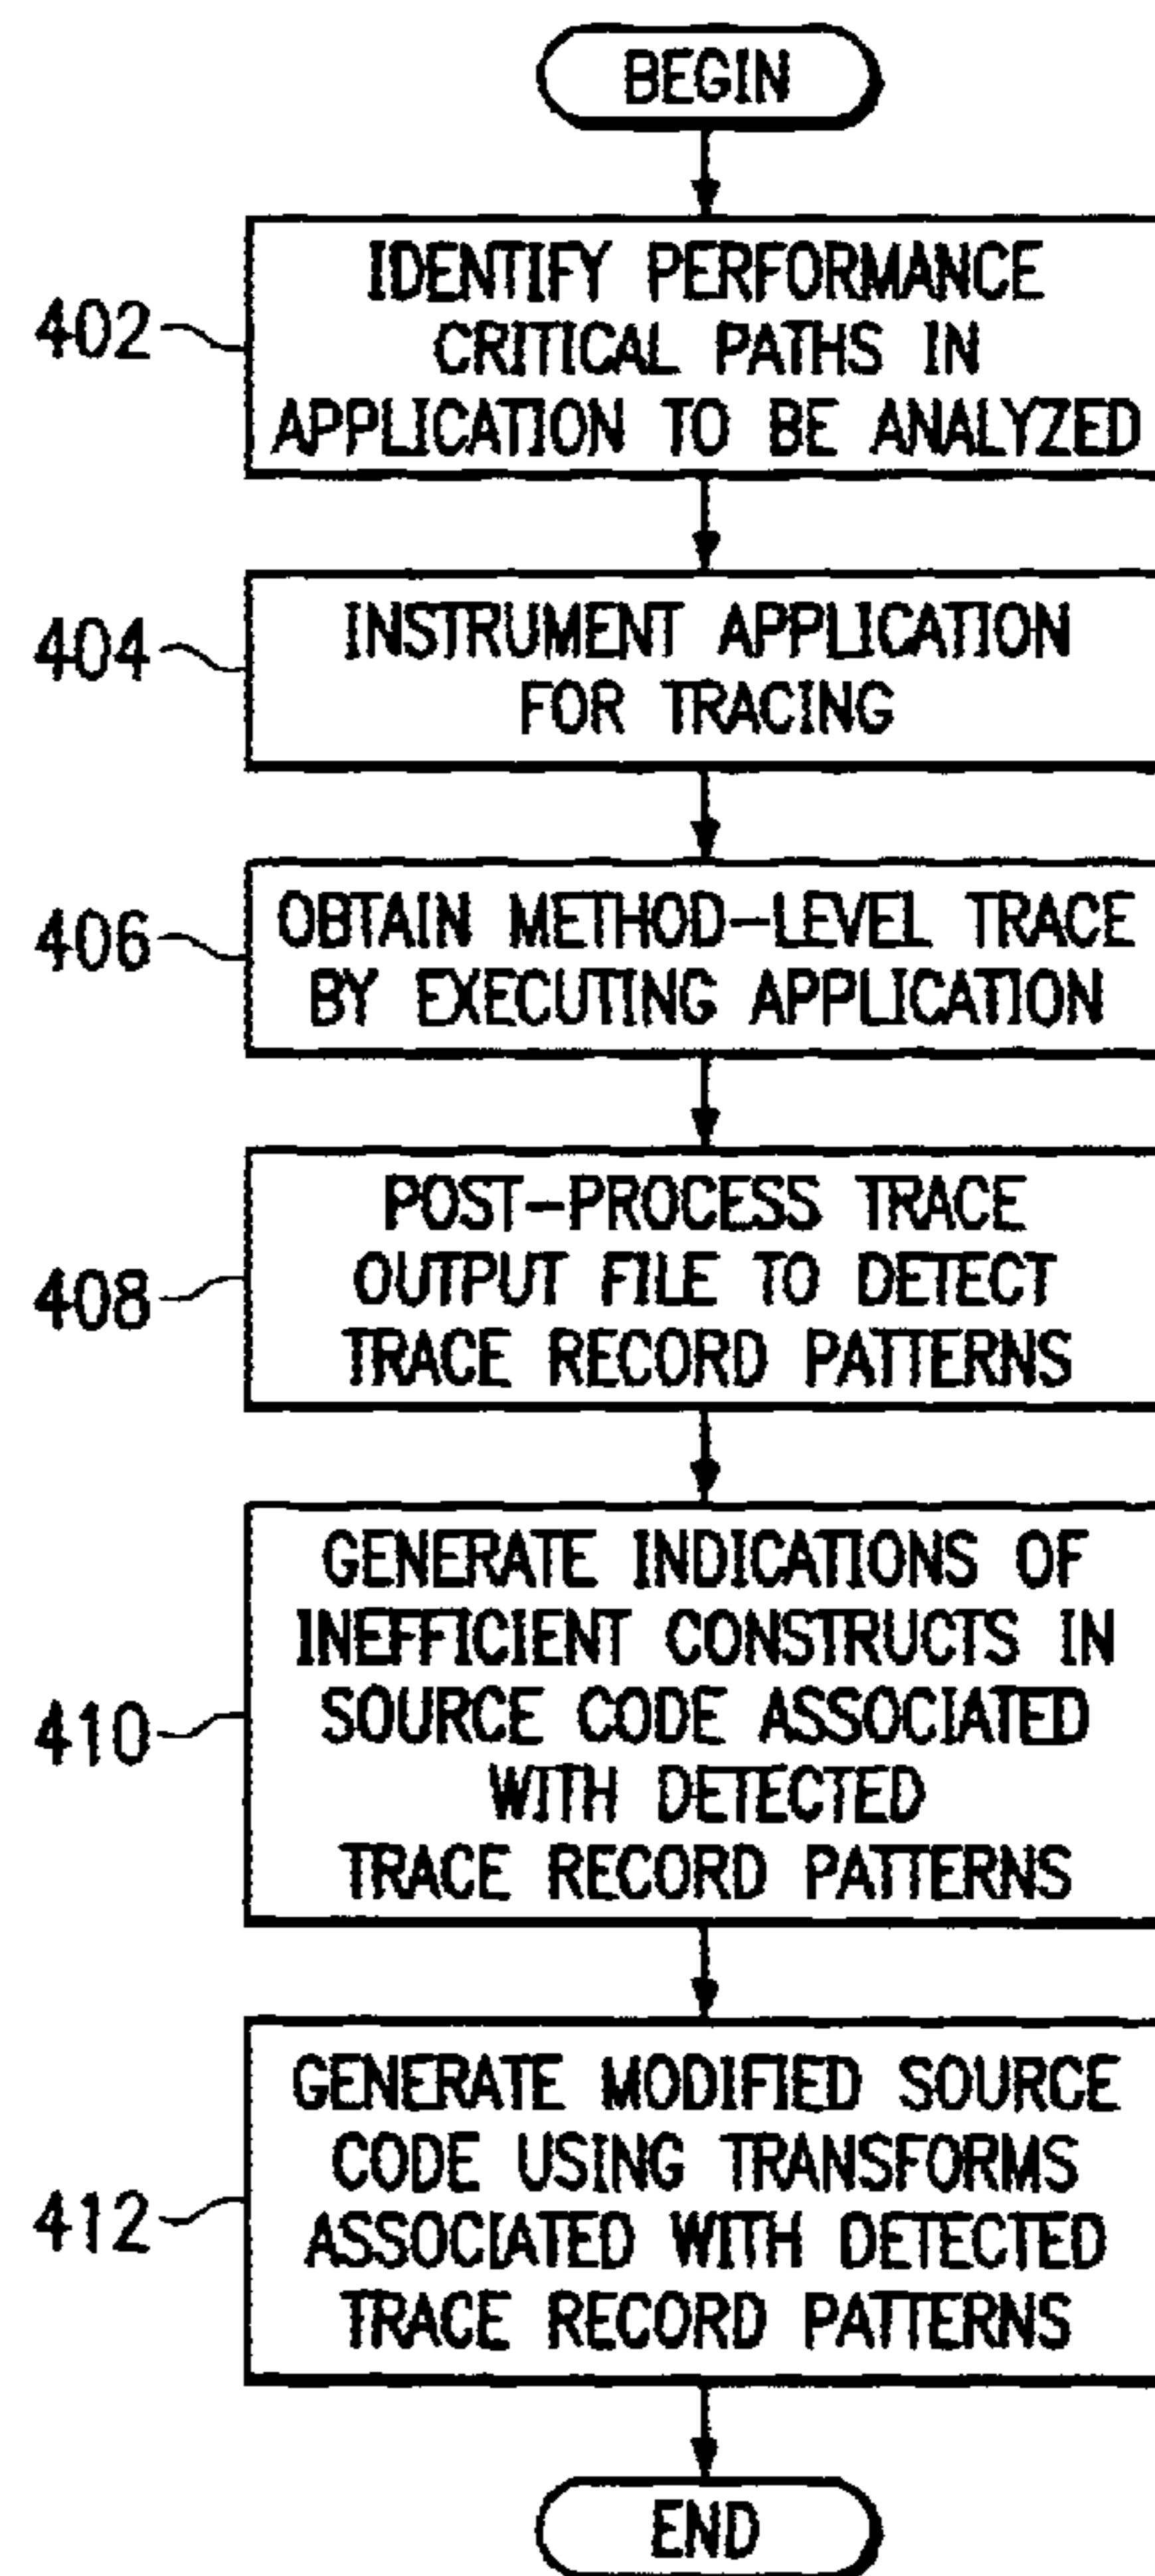 BEGIN
402
IDENTIFY PERFORMANCE
CRITICAL PATHS IN
APPLICATION TO BE ANALYZED
404
INSTRUMENT APPLICATION
FOR TRACING
406
OBTAIN METHOD-LEVEL TRACE
BY EXECUTING APPLICATION
408
POST-PROCESS TRACE
OUTPUT FILE TO DETECT
TRACE RECORD PATTERNS
410
GENERATE INDICATIONS OF
INEFFICIENT CONSTRUCTS IN
SOURCE CODE ASSOCIATED
WITH DETECTED
TRACE RECORD PATTERNS
412
GENERATE MODIFIED SOURCE
CODE USING TRANSFORMS
ASSOCIATED WITH DETECTED
TRACE RECORD PATTERNS
END